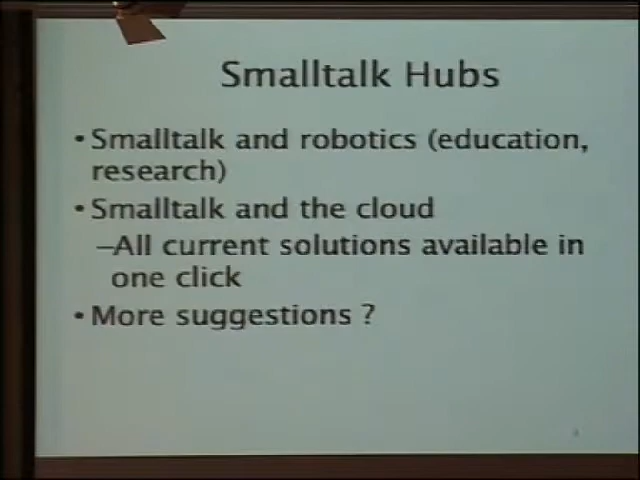 Smalltalk Hubs
•Smalltalk and robotics (education,
research)
•Smalltalk and the cloud
–All current solutions available in
one click
•More suggestions ?